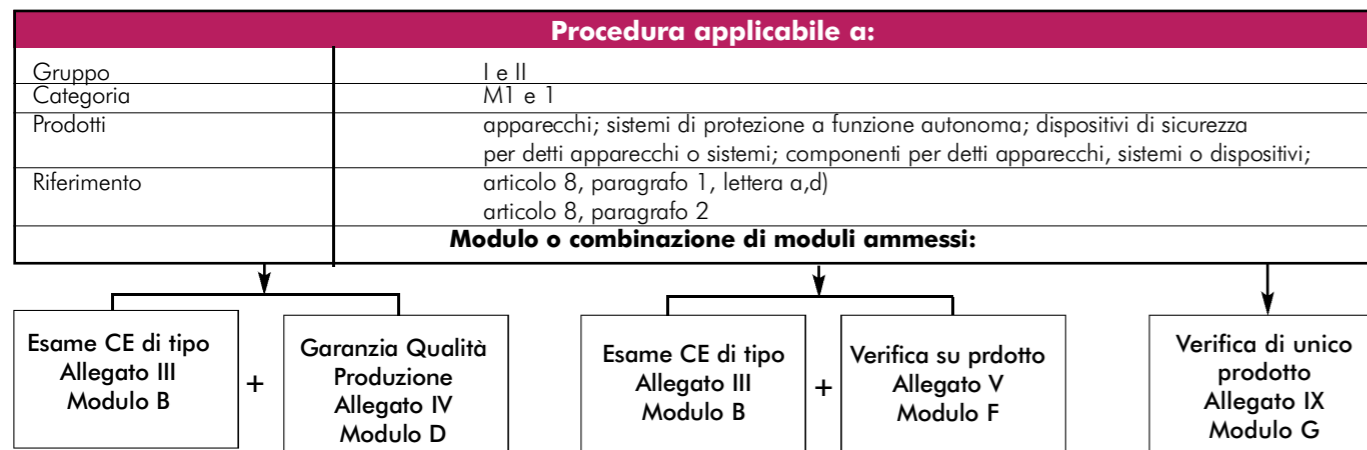 Procedura applicabile a:
Gruppo I e II
Categoria M1 e 1
Prodotti apparecchi; sistemi di protezione a funzione autonoma; dispositivi di sicurezza
per detti apparecchi o sistemi; componenti per detti apparecchi, sistemi o dispositivi;
Riferimento articolo 8, paragrafo 1, lettera a,d)
articolo 8, paragrafo 2
Modulo o combinazione di moduli ammessi:
Esame CE di tipo
Allegato III
Modulo B
+
Garanzia Qualità
Produzione
Allegato IV
Modulo D
Esame CE di tipo
Allegato III
Modulo B
+
Verifica su prdotto
Allegato V
Modulo F
Verifica di unico
prodotto
Allegato IX
Modulo G